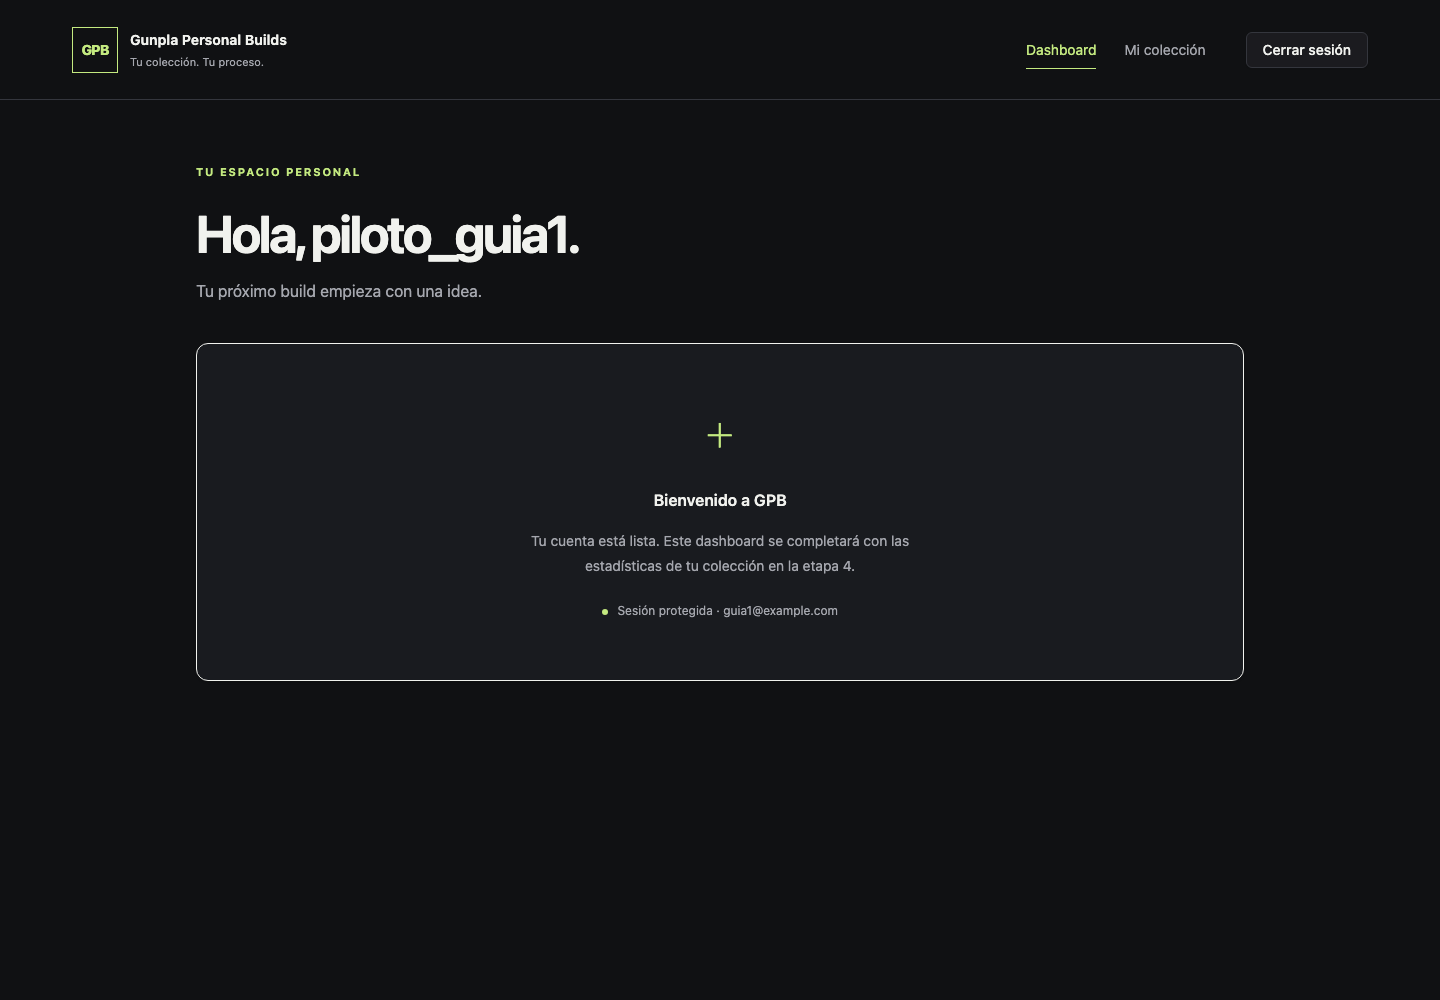 GPB
Gunpla Personal Builds
Tu colección. Tu proceso.
Dashboard
Mi colección
Cerrar sesión
TU ESPACIO PERSONAL
Hola, piloto_guia1.
Tu próximo build empieza con una idea.
Bienvenido a GPB
Tu cuenta está lista. Este dashboard se completará con las
estadísticas de tu colección en la etapa 4.
Sesión protegida · guia1@example.com